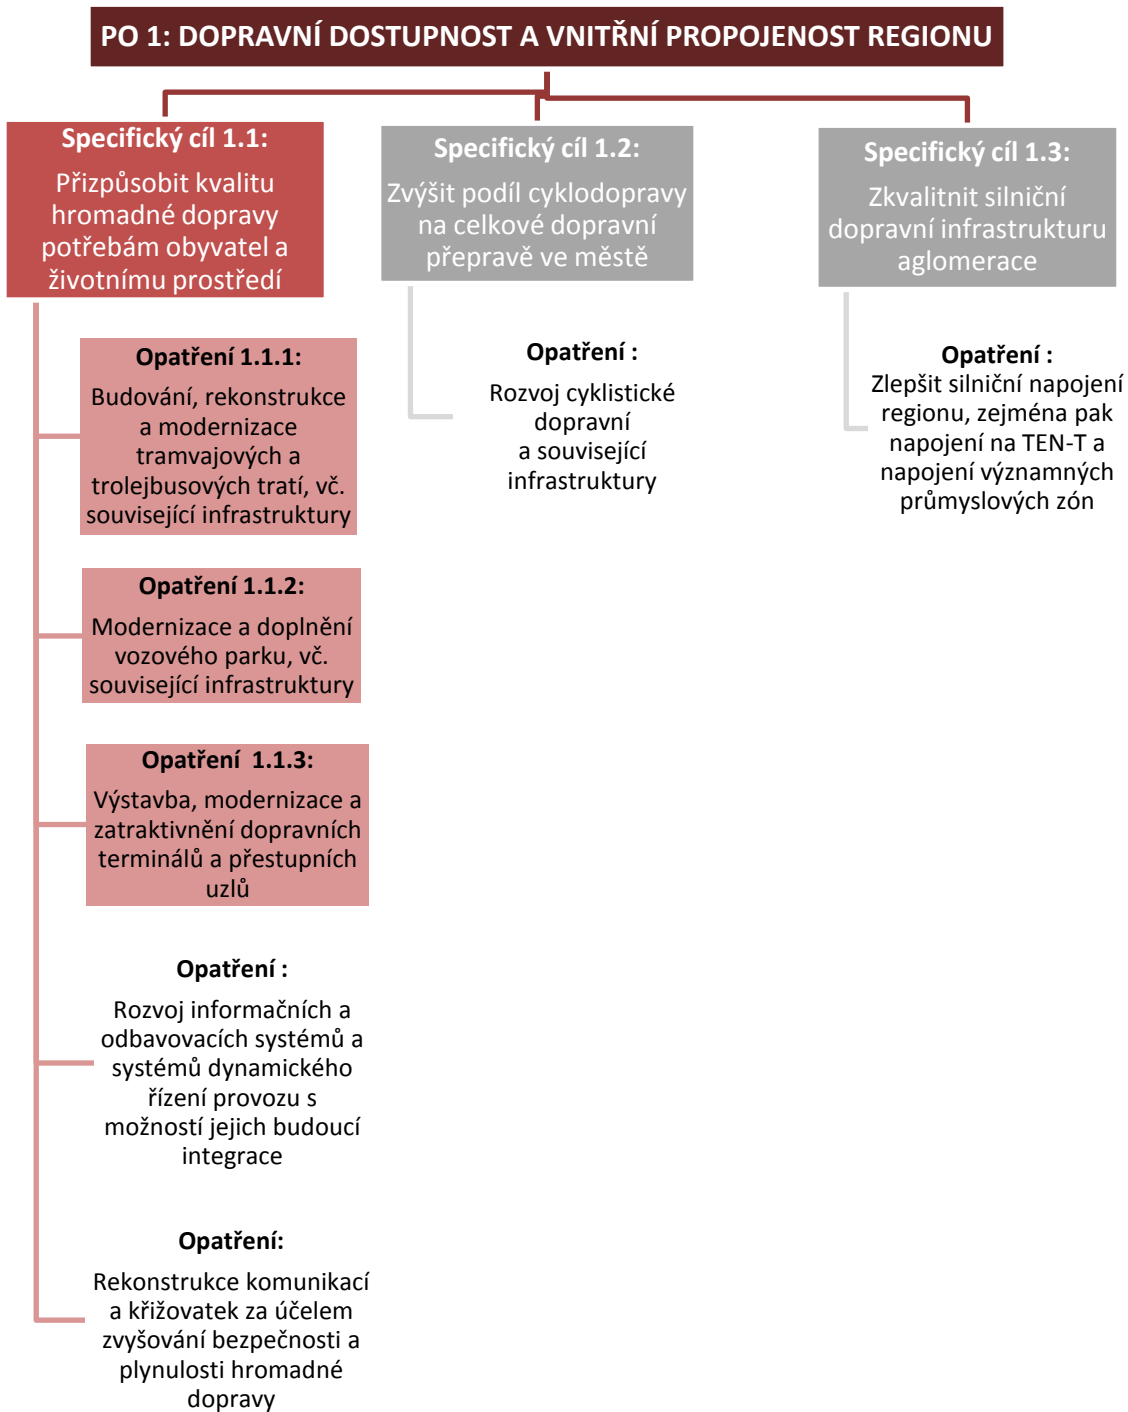 PO 1: DOPRAVNÍ DOSTUPNOST A VNITŘNÍ PROPOJENOST REGIONU
Specifický cíl 1.1:
Přizpůsobit kvalitu
hromadné dopravy
potřebám obyvatel a
životnímu prostředí
Opatření 1.1.1:
Budování, rekonstrukce
a modernizace
tramvajových a
trolejbusových tratí, vč.
související infrastruktury
Opatření 1.1.2:
Modernizace a doplnění
vozového parku, vč.
související infrastruktury
Opatření  1.1.3:
Výstavba, modernizace a
zatraktivnění dopravních
terminálů a přestupních
uzlů
Opatření :
Rozvoj informačních a
odbavovacích systémů a
systémů dynamického
řízení provozu s
možností jejich budoucí
integrace
Opatření:
Rekonstrukce komunikací
a křižovatek za účelem
zvyšování bezpečnosti a
plynulosti hromadné
dopravy
Specifický cíl 1.2:
Zvýšit podíl cyklodopravy
na celkové dopravní
přepravě ve městě
Opatření :
Rozvoj cyklistické
dopravní
a související
infrastruktury
Specifický cíl 1.3:
Zkvalitnit silniční
dopravní infrastrukturu
aglomerace
Opatření :
Zlepšit silniční napojení
regionu, zejména pak
napojení na TEN-T a
napojení významných
průmyslových zón